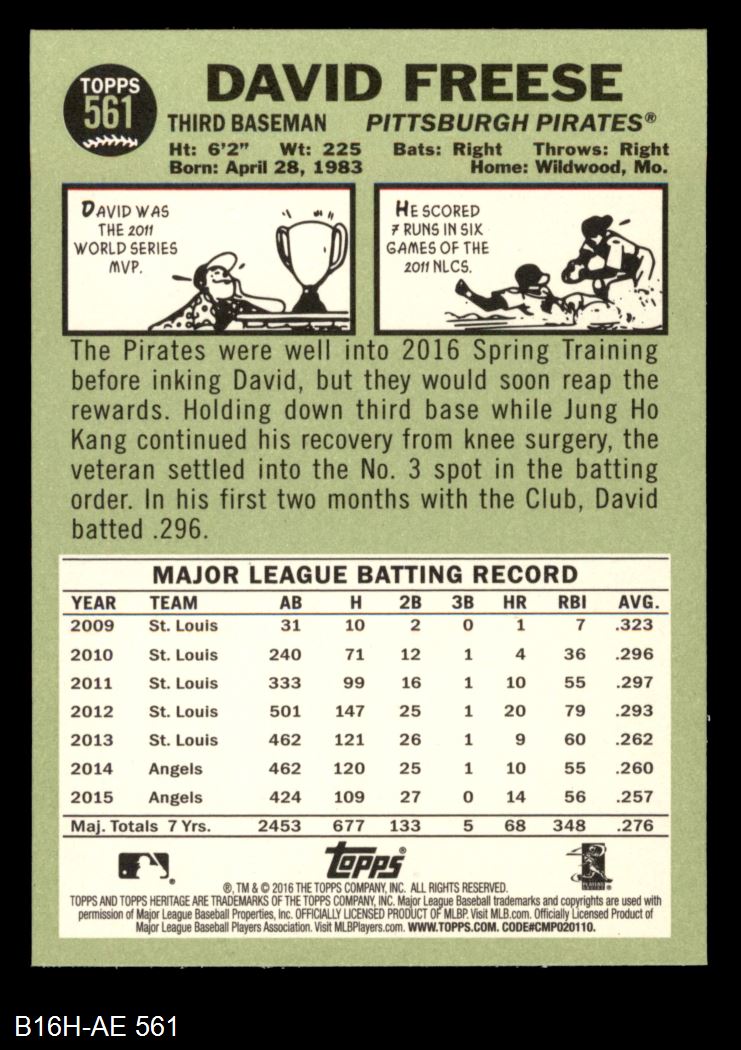 TOPPS
561
DAVID FREESE
THIRD BASEMAN PITTSBURGH PIRATES®
Ht: 6'2" Wt: 225 Bats: Right Throws: Right
Born: April 28, 1983 Home: Wildwood, Mo.
DAVID WAS
THE 2011
WORLD SERIES
MVP.
HE SCORED
7 RUNS IN SIX
GAMES OF THE
2011 NLCS.
The Pirates were well into 2016 Spring Training
before inking David, but they would soon reap the
rewards. Holding down third base while Jung Ho
Kang continued his recovery from knee surgery, the
veteran settled into the No. 3 spot in the batting
order. In his first two months with the Club, David
batted .296.
MAJOR LEAGUE BATTING RECORD
YEAR TEAM AB H 2B 3B HR RBI AVG.
2009 St. Louis 31 10 2 0 1 7 .323
2010 St. Louis 240 71 12 1 4 36 .296
2011 St. Louis 333 99 16 1 10 55 .297
2012 St. Louis 501 147 25 1 20 79 .293
2013 St. Louis 462 121 26 1 9 60 .262
2014 Angels 462 120 25 1 10 55 .260
2015 Angels 424 109 27 0 14 56 .257
Maj. Totals 7 Yrs. 2453 677 133 5 68 348 .276
Topps®
®, TM & © 2016 THE TOPPS COMPANY, INC. ALL RIGHTS RESERVED.
TOPPS AND TOPPS HERITAGE ARE TRADEMARKS OF THE TOPPS COMPANY, INC. Major League Baseball trademarks and copyrights are used with
permission of Major League Baseball Properties, Inc. OFFICIALLY LICENSED PRODUCT OF MLBP. Visit MLB.com. Officially Licensed Product of
Major League Baseball Players Association. Visit MLBPlayers.com. WWW.TOPPS.COM. CODE#CMP020110.
B16H-AE 561